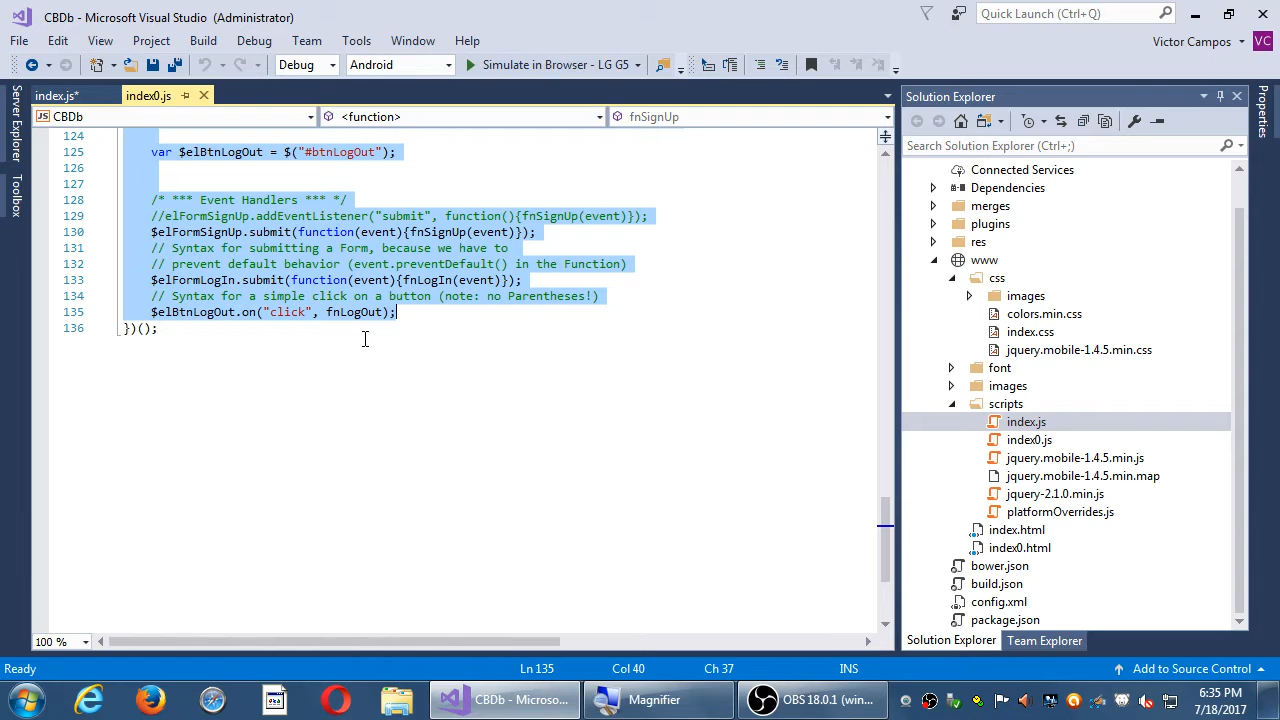 CBDb - Microsoft Visual Studio (Administrator)
Quick Launch (Ctrl+Q)
File Edit View Project Build Debug Team Tools Window Help
Victor Campos VC
Debug Android Simulate in Browser - LG G5
Server Explorer
Toolbox
index.js* index0.js
CBDb <function> fnSignUp
124
125 var $elBtnLogOut = $("#btnLogOut");
126
127
128 /* *** Event Handlers *** */
129 //elFormSignUp.addEventListener("submit", function(){fnSignUp(event)});
130 $elFormSignUp.submit(function(event){fnSignUp(event)});
131 // Syntax for submitting a Form, because we have to
132 // prevent default behavior (event.preventDefault() in the Function)
133 $elFormLogIn.submit(function(event){fnLogIn(event)});
134 // Syntax for a simple click on a button (note: no Parentheses!)
135 $elBtnLogOut.on("click", fnLogOut);
136 })();
100 %
Solution Explorer
Search Solution Explorer (Ctrl+;)
Connected Services
Dependencies
merges
plugins
res
www
css
images
colors.min.css
index.css
jquery.mobile-1.4.5.min.css
font
images
scripts
index.js
index0.js
jquery.mobile-1.4.5.min.js
jquery.mobile-1.4.5.min.map
jquery-2.1.0.min.js
platformOverrides.js
index.html
index0.html
bower.json
build.json
config.xml
package.json
Solution Explorer Team Explorer
Properties
Ready Ln 135 Col 40 Ch 37 INS Add to Source Control
CBDb - Microso... Magnifier OBS 18.0.1 (win...
6:35 PM
7/18/2017